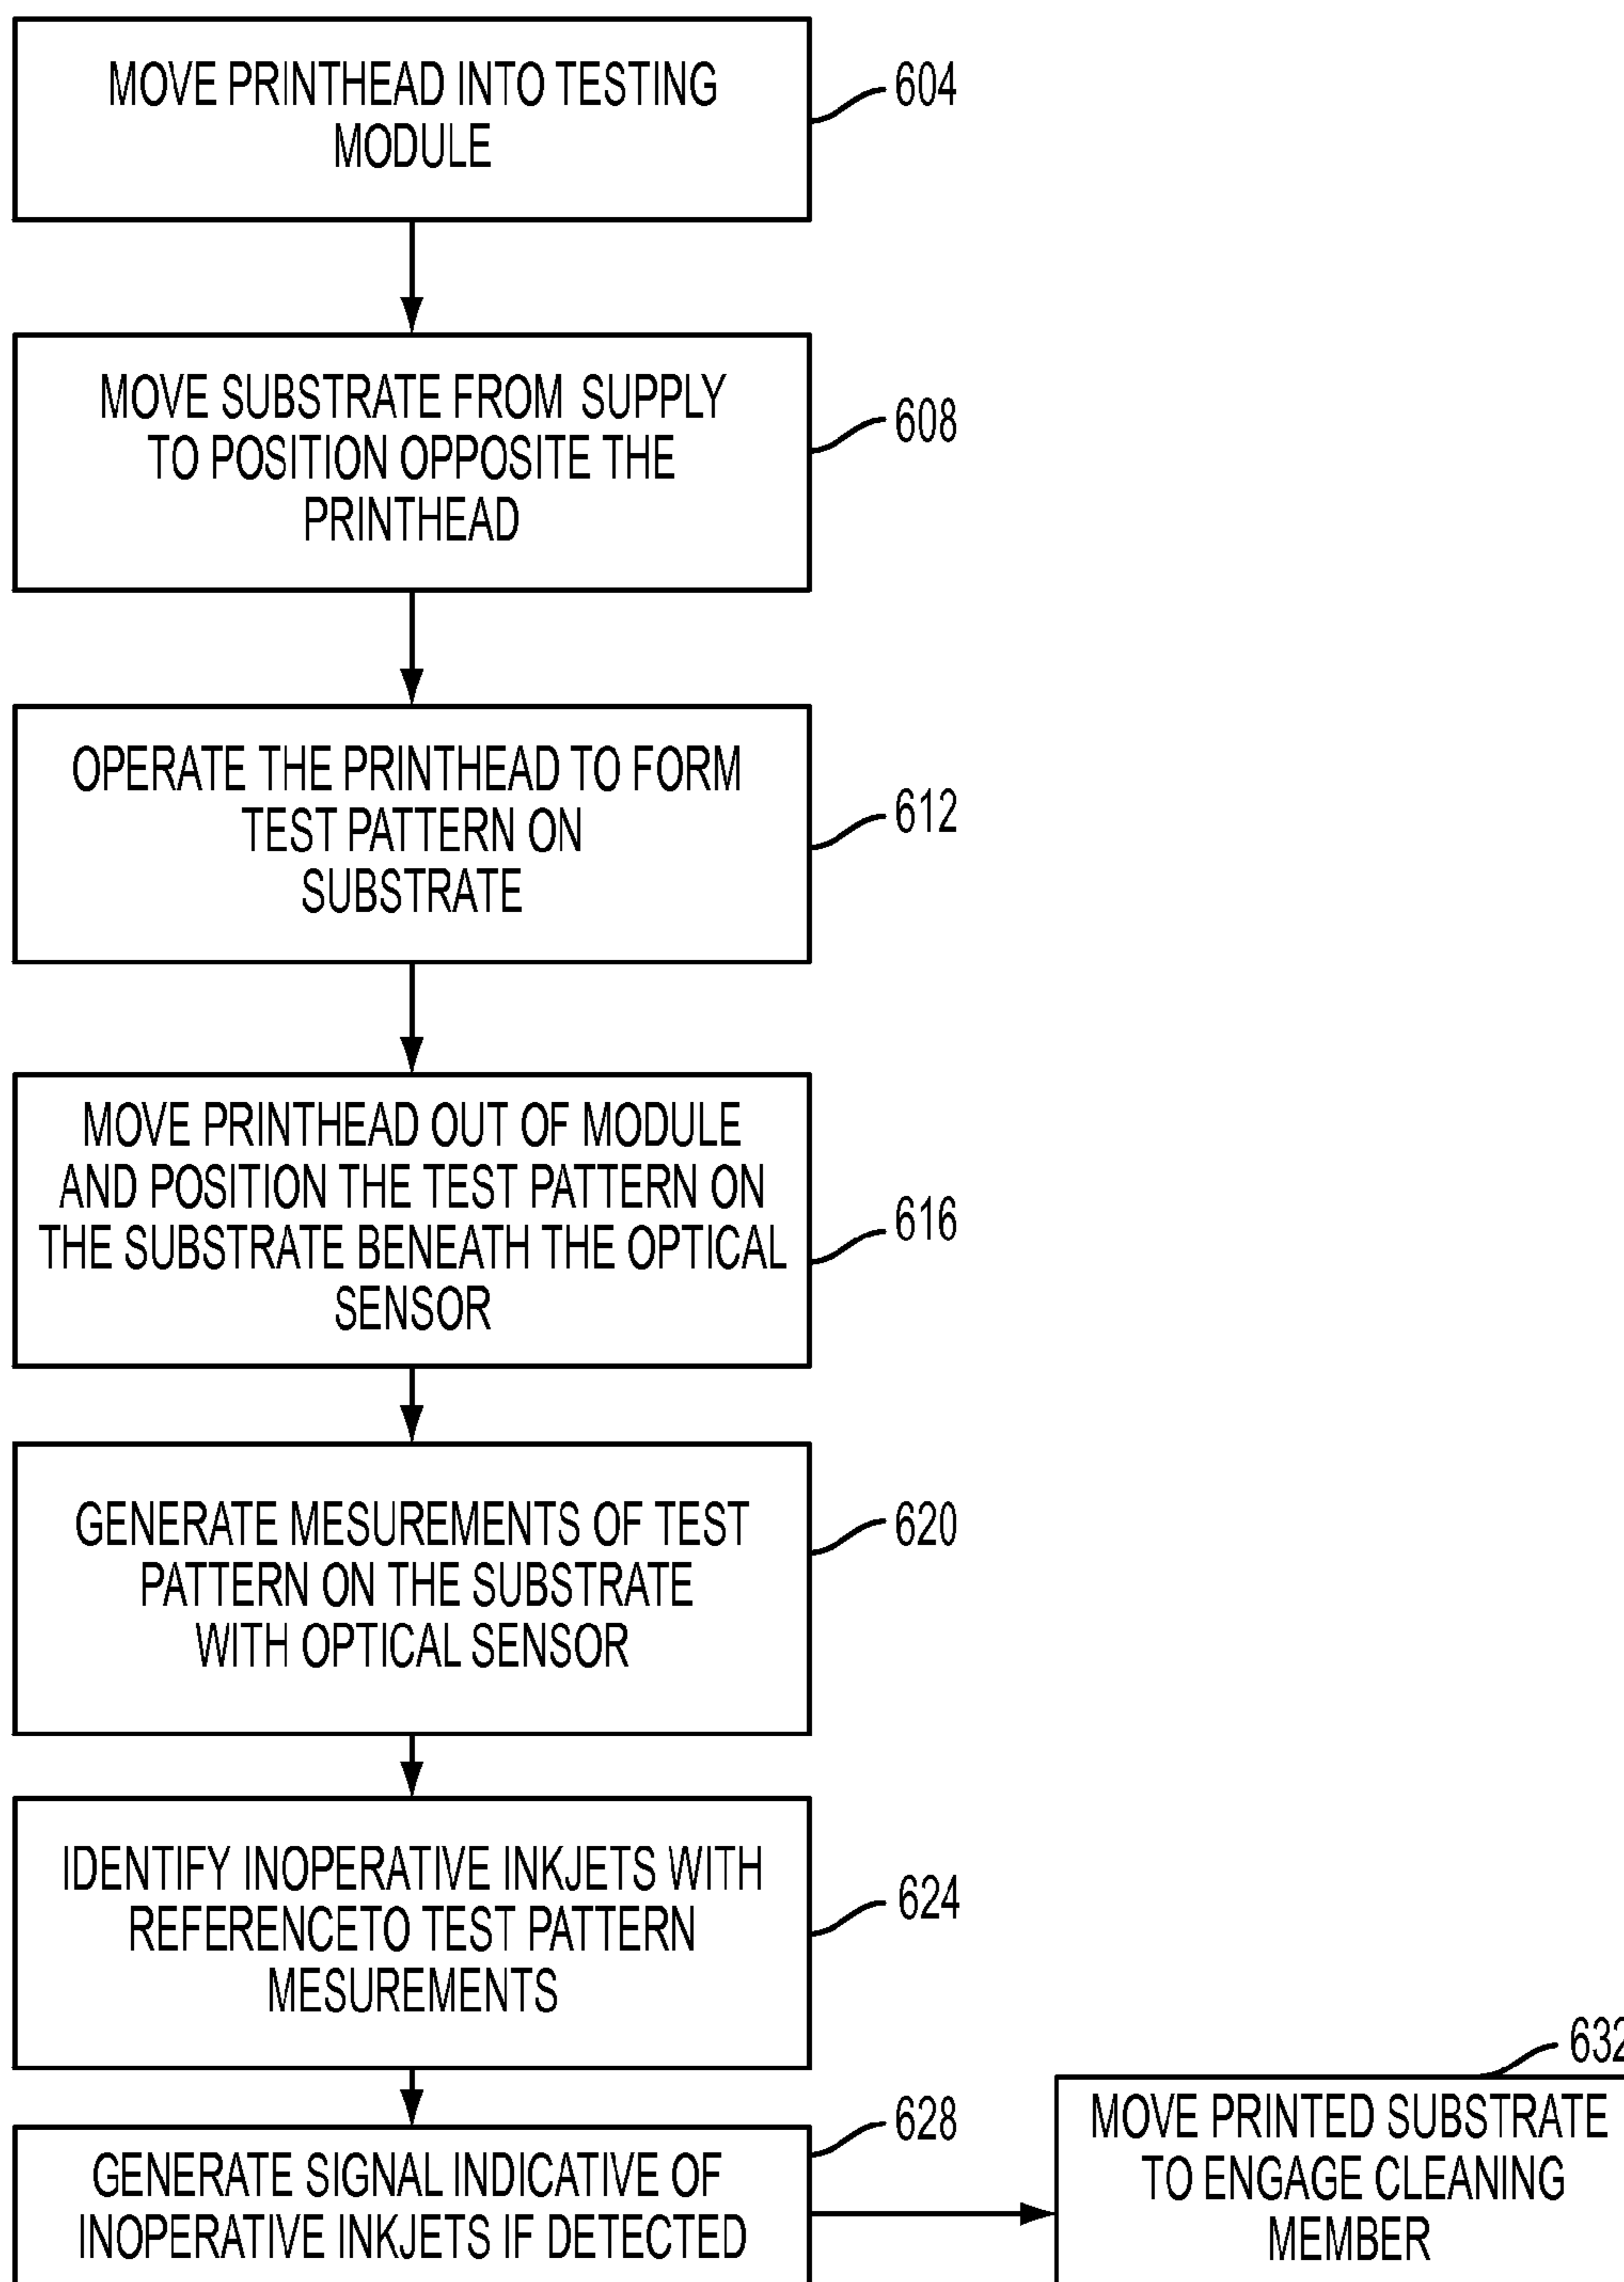 MOVE PRINTHEAD INTO TESTING
MODULE
604
MOVE SUBSTRATE FROM SUPPLY
TO POSITION OPPOSITE THE
PRINTHEAD
608
OPERATE THE PRINTHEAD TO FORM
TEST PATTERN ON
SUBSTRATE
612
MOVE PRINTHEAD OUT OF MODULE
AND POSITION THE TEST PATTERN ON
THE SUBSTRATE BENEATH THE OPTICAL
SENSOR
616
GENERATE MESUREMENTS OF TEST
PATTERN ON THE SUBSTRATE
WITH OPTICAL SENSOR
620
IDENTIFY INOPERATIVE INKJETS WITH
REFERENCETO TEST PATTERN
MESUREMENTS
624
GENERATE SIGNAL INDICATIVE OF
INOPERATIVE INKJETS IF DETECTED
628
632
MOVE PRINTED SUBSTRATE
TO ENGAGE CLEANING
MEMBER